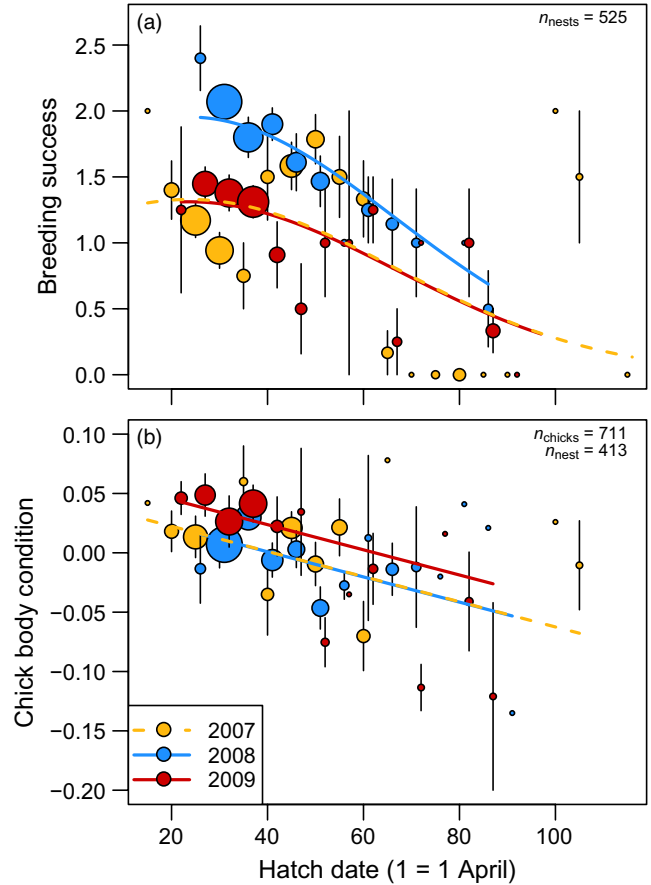 (a)
n_nests = 525
2.5
2.0
1.5
1.0
0.5
0.0
Breeding success
(b)
n_chicks = 711
n_nest = 413
0.10
0.05
0.00
−0.05
−0.10
−0.15
−0.20
Chick body condition
2007
2008
2009
20 40 60 80 100
Hatch date (1 = 1 April)